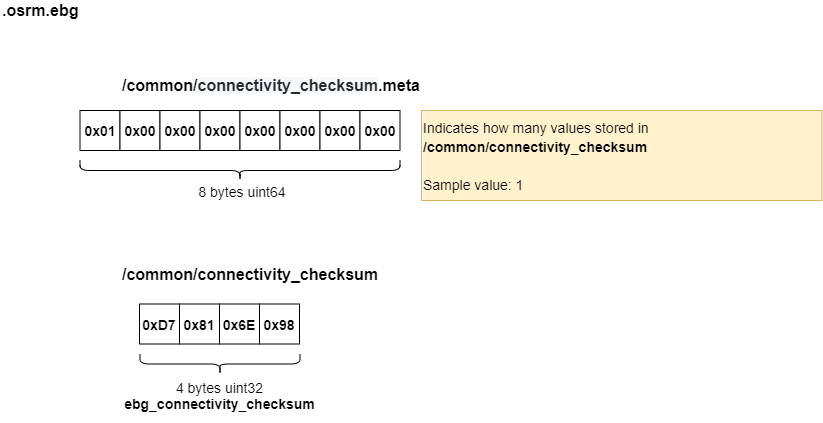 .osrm.ebg
/common/connectivity_checksum.meta
0x01 0x00 0x00 0x00 0x00 0x00 0x00 0x00
8 bytes uint64
Indicates how many values stored in
/common/connectivity_checksum
Sample value: 1
/common/connectivity_checksum
0xD7 0x81 0x6E 0x98
4 bytes uint32
ebg_connectivity_checksum